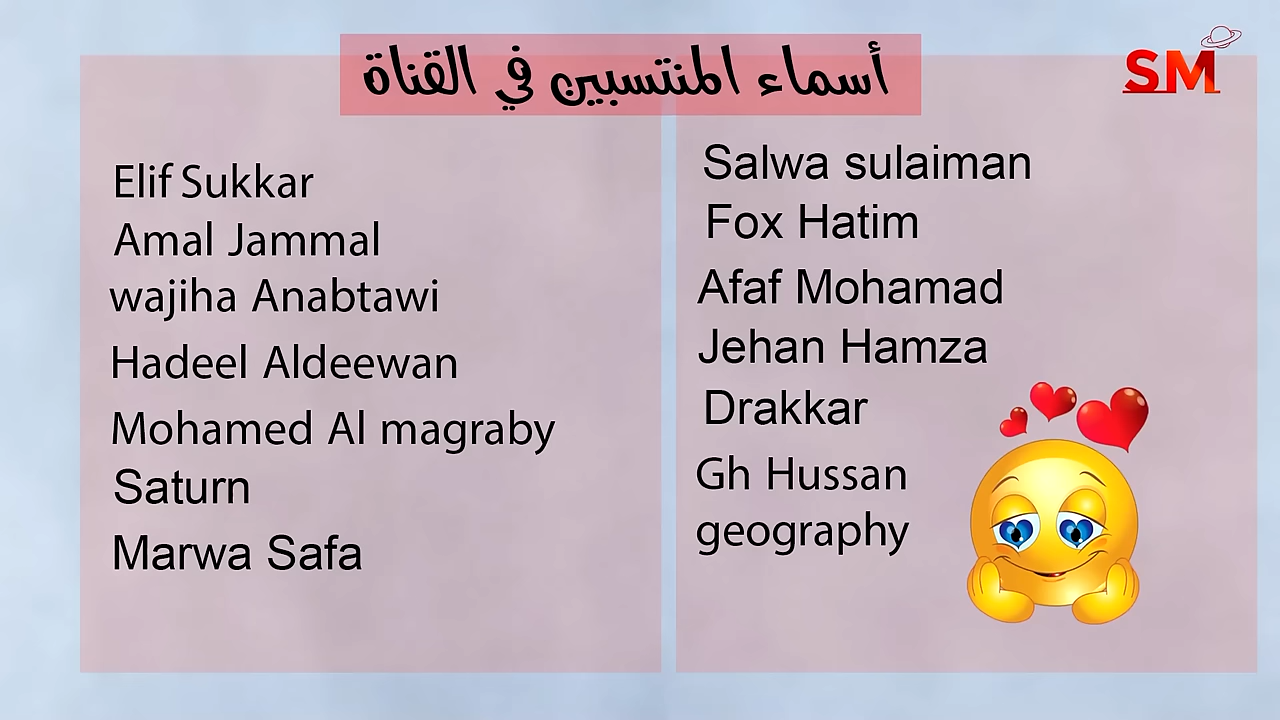 أسماء المنتسبين في القناة
SM
Elif Sukkar
Amal Jammal
wajiha Anabtawi
Hadeel Aldeewan
Mohamed Al magraby
Saturn
Marwa Safa
Salwa sulaiman
Fox Hatim
Afaf Mohamad
Jehan Hamza
Drakkar
Gh Hussan
geography